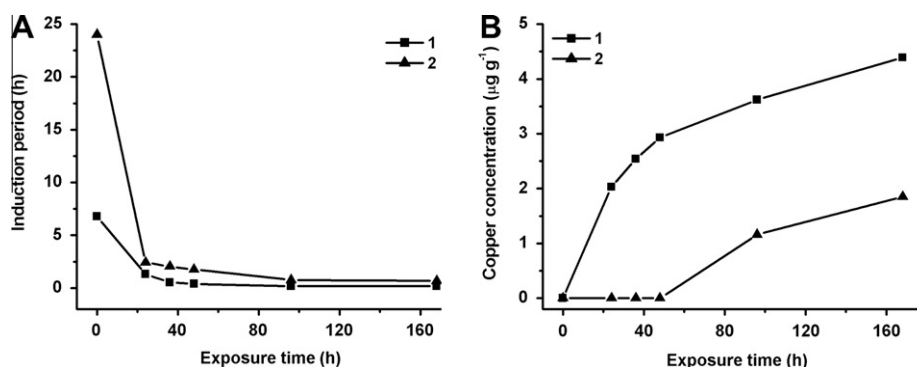 A
Induction period (h)
25
20
15
10
5
0
1
2
0 40 80 120 160
Exposure time (h)
B
Copper concentration (µg g⁻¹)
5
4
3
2
1
0
1
2
0 40 80 120 160
Exposure time (h)